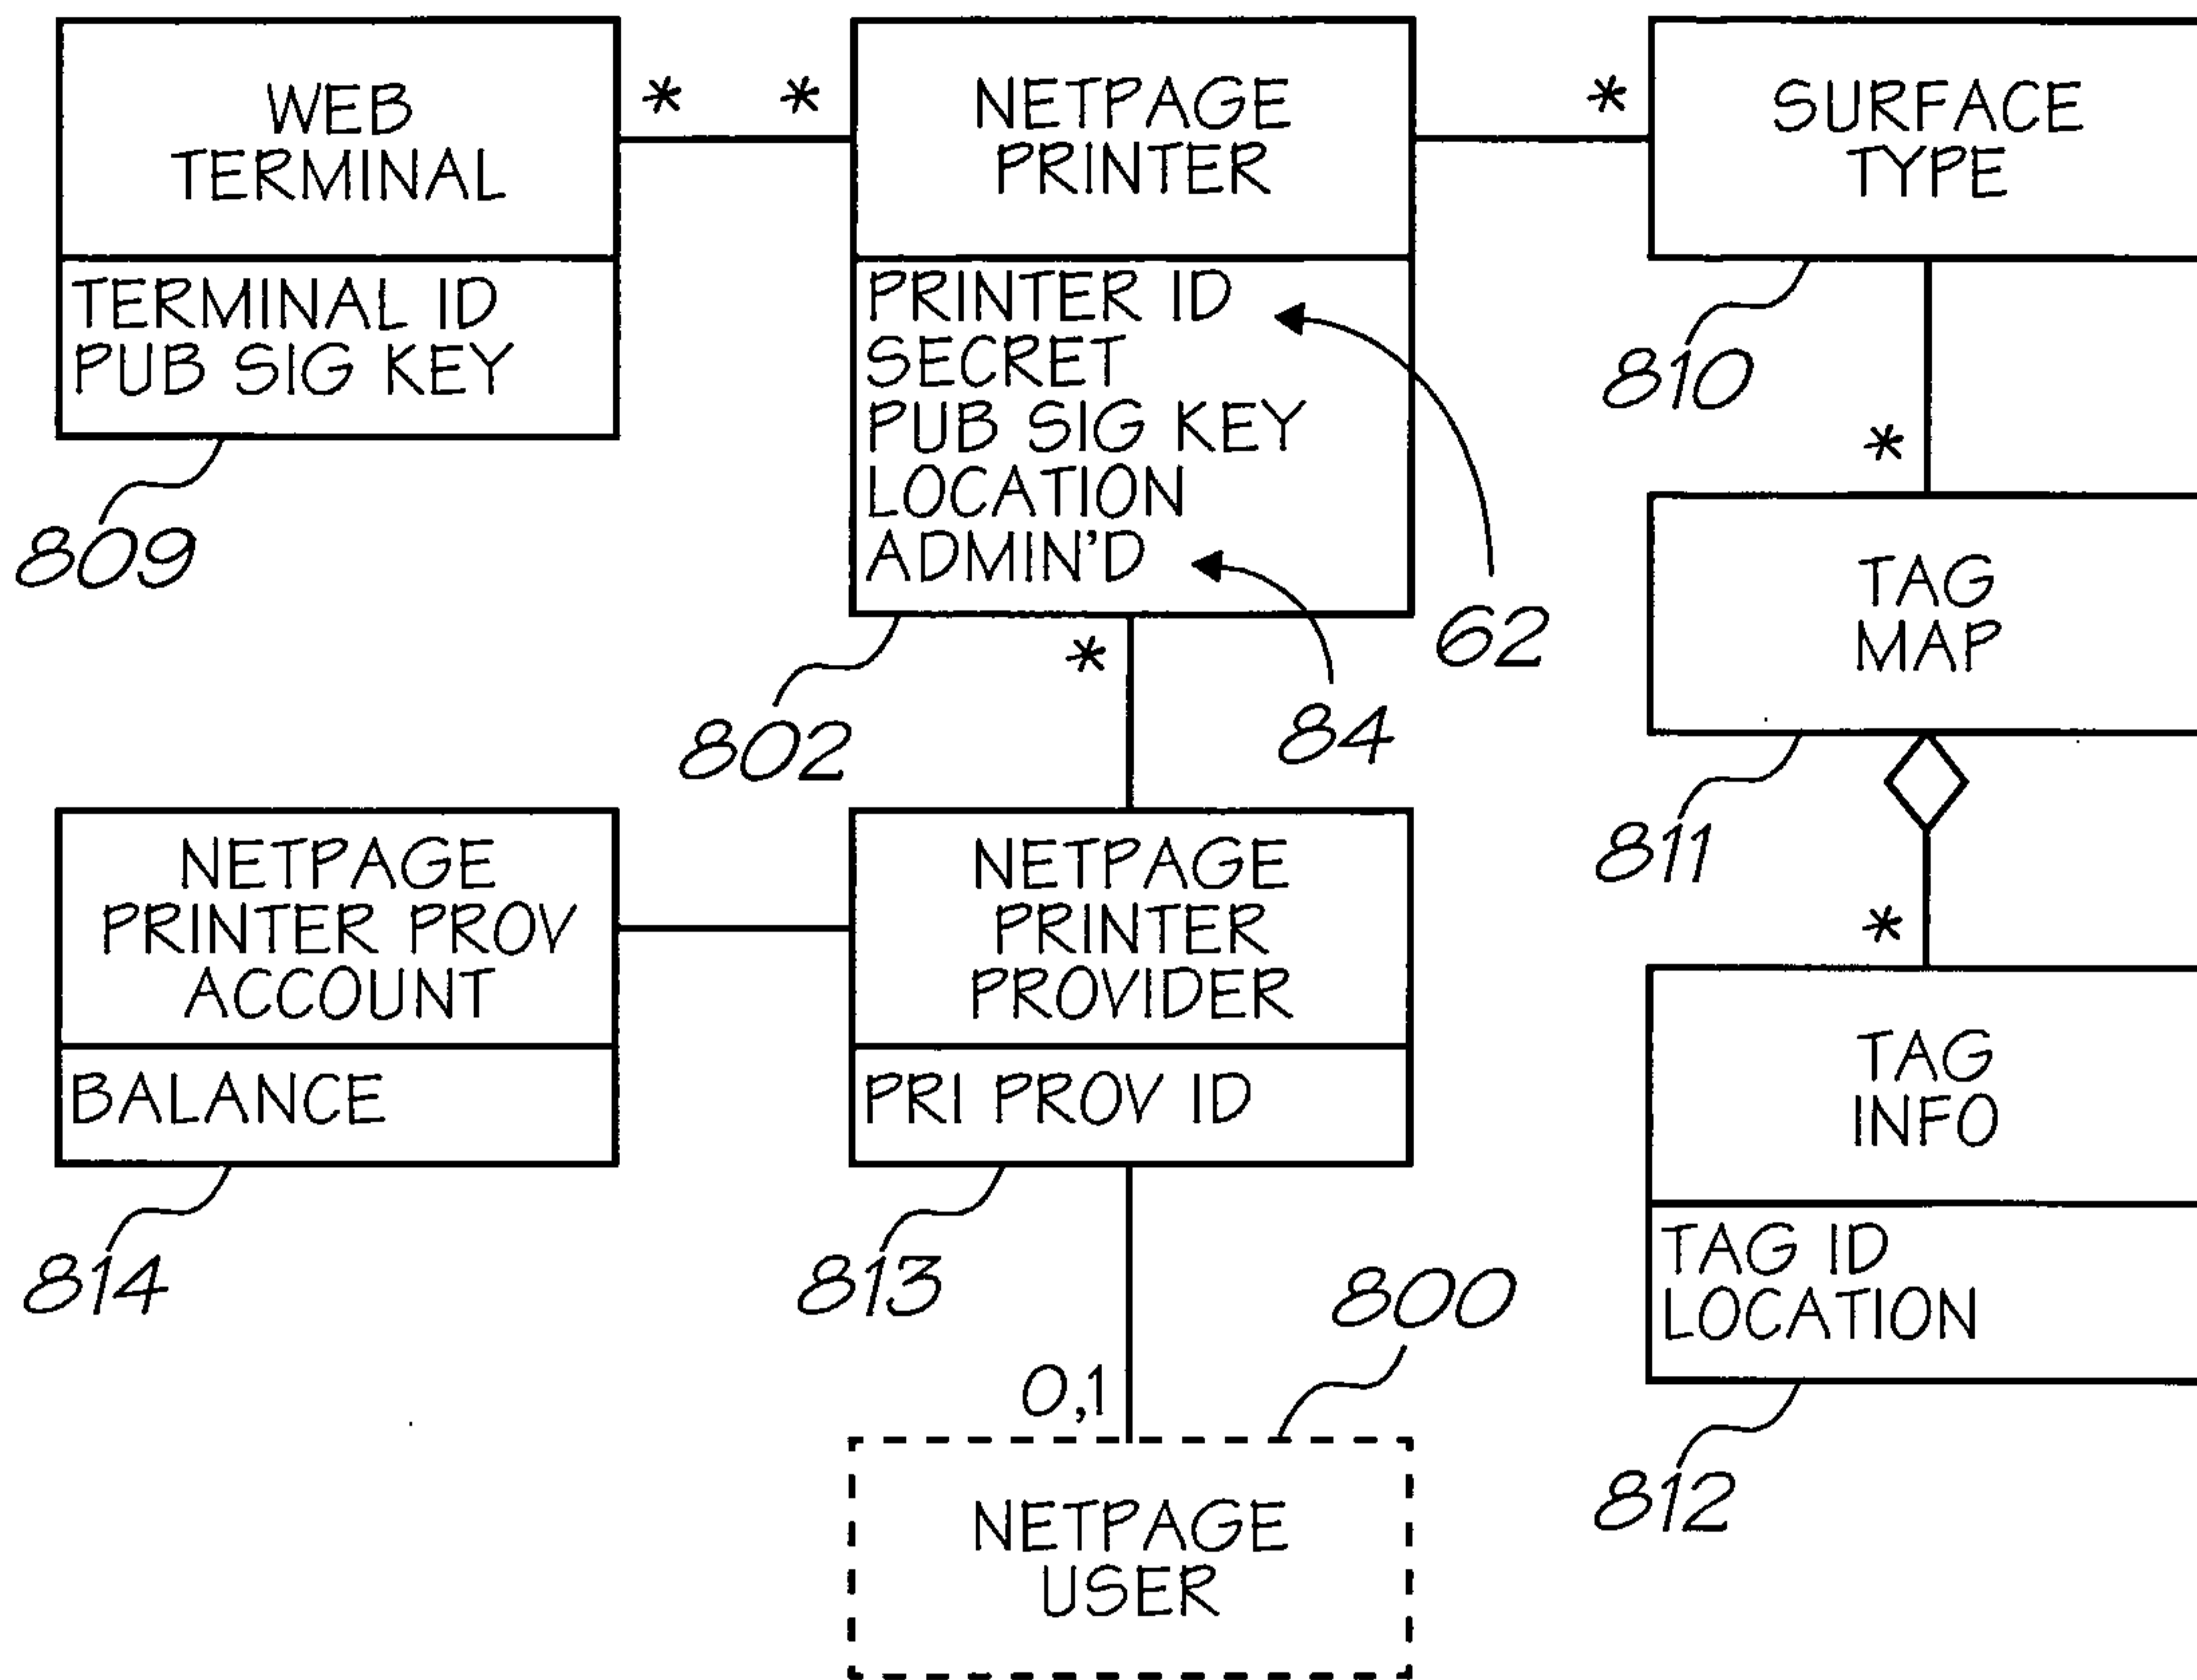 WEB
TERMINAL
* *
NETPAGE
PRINTER
*
SURFACE
TYPE
TERMINAL ID
PUB SIG KEY
PRINTER ID
SECRET
PUB SIG KEY
LOCATION
ADMIN'D
809
802
*
84
62
810
*
TAG
MAP
811
*
NETPAGE
PRINTER PROV
ACCOUNT
BALANCE
814
NETPAGE
PRINTER
PROVIDER
PRI PROV ID
813
TAG
INFO
TAG ID
LOCATION
812
800
0,1
NETPAGE
USER